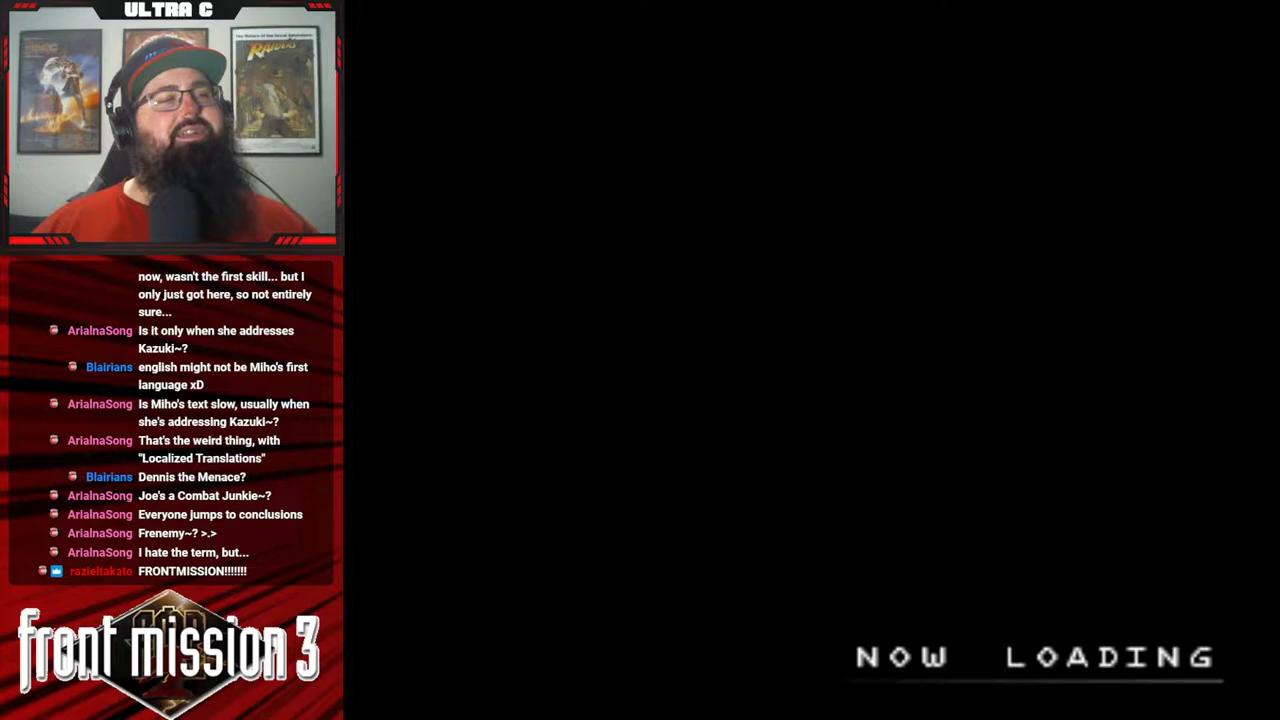 ULTRA C
RAIDERS
now, wasn't the first skill... but I
only just got here, so not entirely
sure...
ArialnaSong Is it only when she addresses
Kazuki~?
Blairians english might not be Miho's first
language xD
ArialnaSong Is Miho's text slow, usually when
she's addressing Kazuki~?
ArialnaSong That's the weird thing, with
"Localized Translations"
Blairians Dennis the Menace?
ArialnaSong Joe's a Combat Junkie~?
ArialnaSong Everyone jumps to conclusions
ArialnaSong Frenemy~? >.>
ArialnaSong I hate the term, but...
razieltakato FRONTMISSION!!!!!!!
front mission 3
NOW LOADING